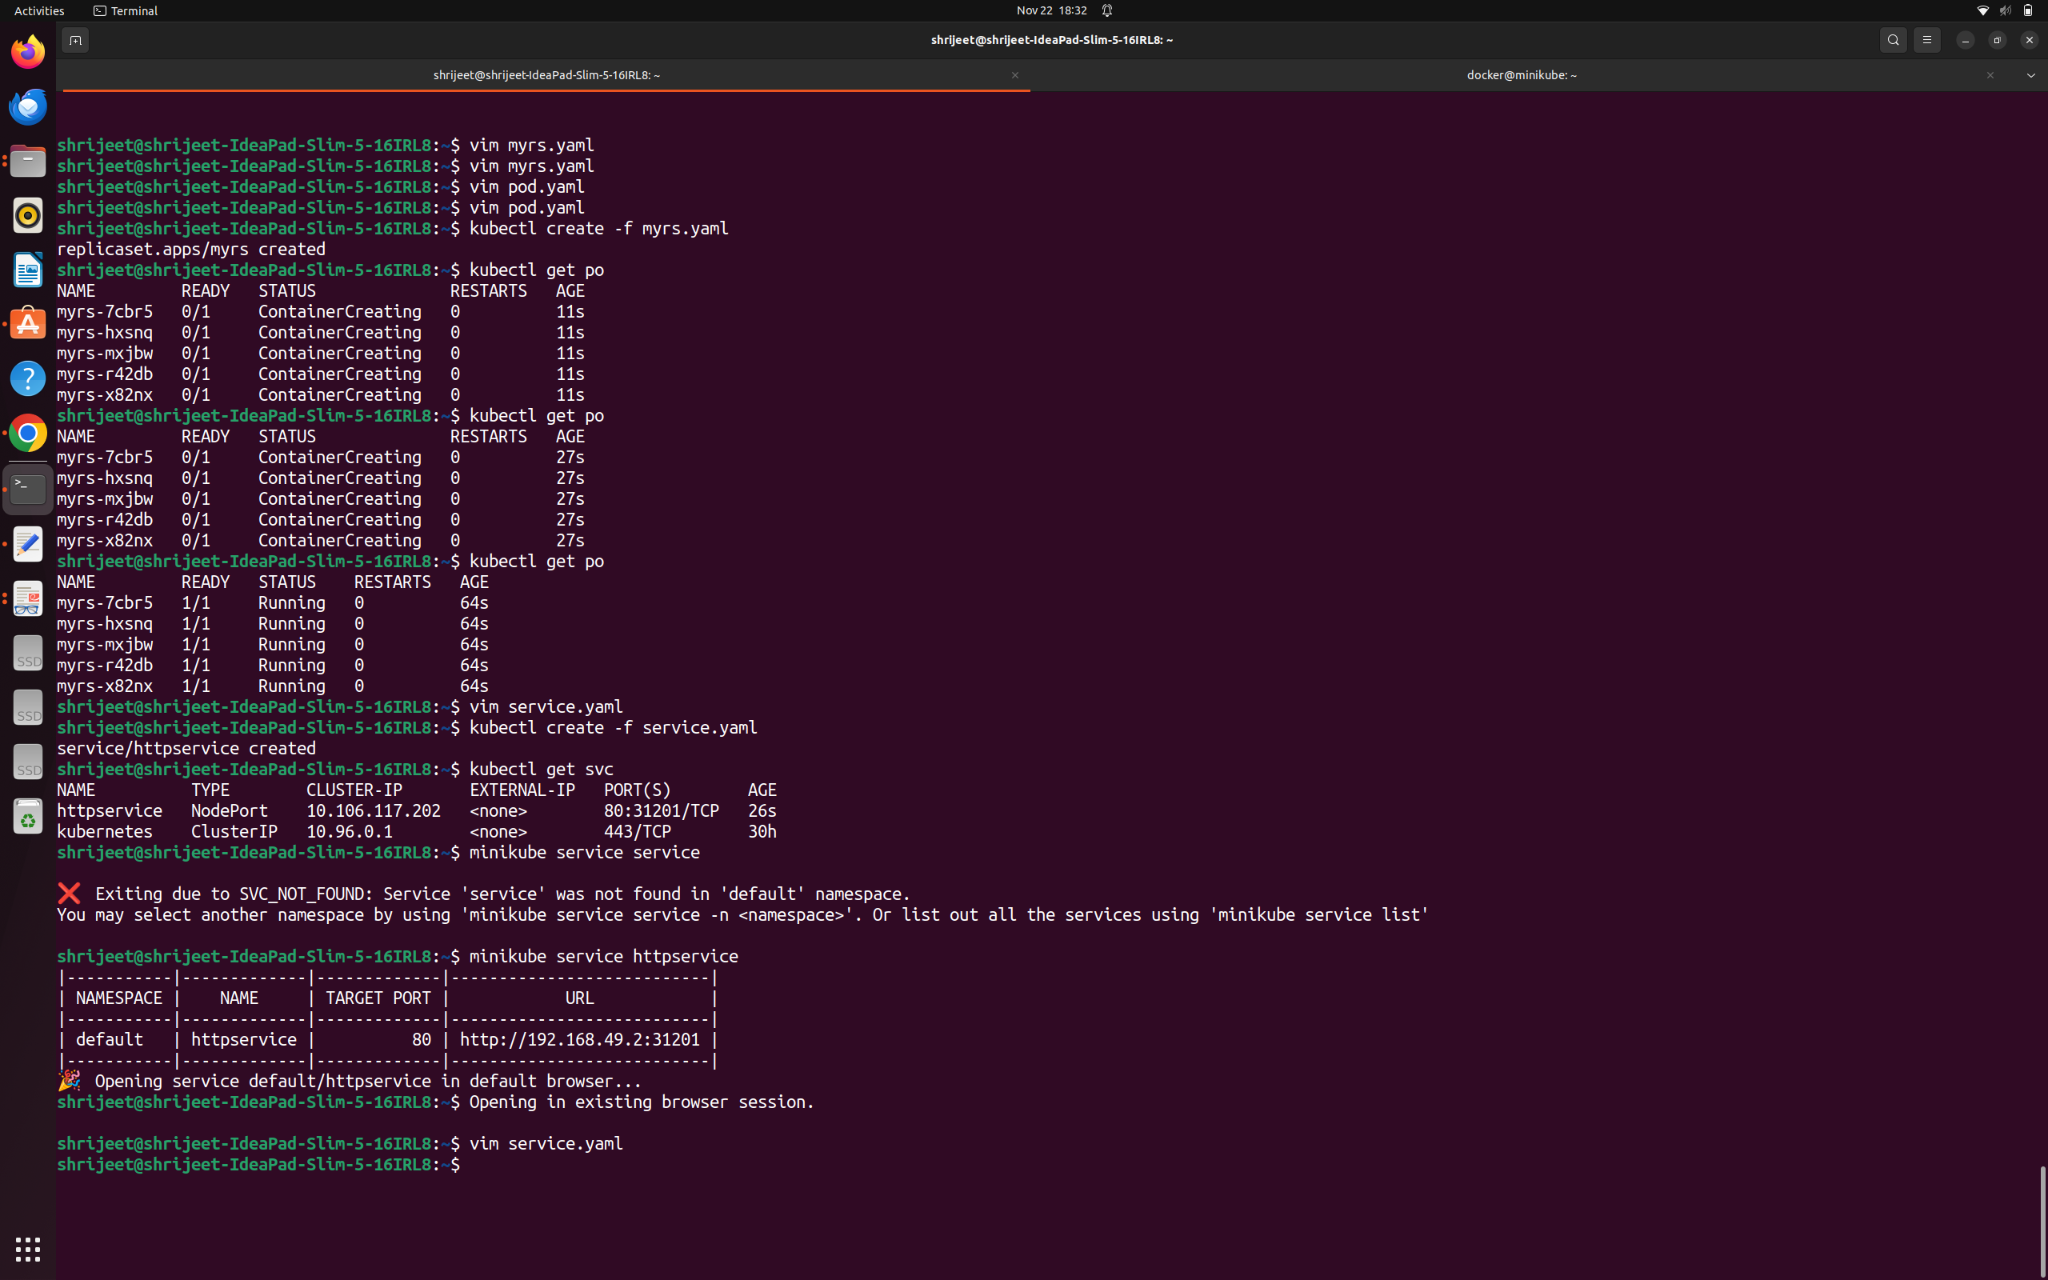 Activities Terminal Nov 22 18:32
shrijeet@shrijeet-IdeaPad-Slim-5-16IRL8: ~
shrijeet@shrijeet-IdeaPad-Slim-5-16IRL8: ~ docker@minikube: ~
shrijeet@shrijeet-IdeaPad-Slim-5-16IRL8:~$ vim myrs.yaml
shrijeet@shrijeet-IdeaPad-Slim-5-16IRL8:~$ vim myrs.yaml
shrijeet@shrijeet-IdeaPad-Slim-5-16IRL8:~$ vim pod.yaml
shrijeet@shrijeet-IdeaPad-Slim-5-16IRL8:~$ vim pod.yaml
shrijeet@shrijeet-IdeaPad-Slim-5-16IRL8:~$ kubectl create -f myrs.yaml
replicaset.apps/myrs created
shrijeet@shrijeet-IdeaPad-Slim-5-16IRL8:~$ kubectl get po
NAME READY STATUS RESTARTS AGE
myrs-7cbr5 0/1 ContainerCreating 0 11s
myrs-hxsnq 0/1 ContainerCreating 0 11s
myrs-mxjbw 0/1 ContainerCreating 0 11s
myrs-r42db 0/1 ContainerCreating 0 11s
myrs-x82nx 0/1 ContainerCreating 0 11s
shrijeet@shrijeet-IdeaPad-Slim-5-16IRL8:~$ kubectl get po
NAME READY STATUS RESTARTS AGE
myrs-7cbr5 0/1 ContainerCreating 0 27s
myrs-hxsnq 0/1 ContainerCreating 0 27s
myrs-mxjbw 0/1 ContainerCreating 0 27s
myrs-r42db 0/1 ContainerCreating 0 27s
myrs-x82nx 0/1 ContainerCreating 0 27s
shrijeet@shrijeet-IdeaPad-Slim-5-16IRL8:~$ kubectl get po
NAME READY STATUS RESTARTS AGE
myrs-7cbr5 1/1 Running 0 64s
myrs-hxsnq 1/1 Running 0 64s
myrs-mxjbw 1/1 Running 0 64s
myrs-r42db 1/1 Running 0 64s
myrs-x82nx 1/1 Running 0 64s
shrijeet@shrijeet-IdeaPad-Slim-5-16IRL8:~$ vim service.yaml
shrijeet@shrijeet-IdeaPad-Slim-5-16IRL8:~$ kubectl create -f service.yaml
service/httpservice created
shrijeet@shrijeet-IdeaPad-Slim-5-16IRL8:~$ kubectl get svc
NAME TYPE CLUSTER-IP EXTERNAL-IP PORT(S) AGE
httpservice NodePort 10.106.117.202 <none> 80:31201/TCP 26s
kubernetes ClusterIP 10.96.0.1 <none> 443/TCP 30h
shrijeet@shrijeet-IdeaPad-Slim-5-16IRL8:~$ minikube service service
❌ Exiting due to SVC_NOT_FOUND: Service 'service' was not found in 'default' namespace.
You may select another namespace by using 'minikube service service -n <namespace>'. Or list out all the services using 'minikube service list'
shrijeet@shrijeet-IdeaPad-Slim-5-16IRL8:~$ minikube service httpservice
|-----------|-------------|-------------|---------------------------|
| NAMESPACE | NAME | TARGET PORT | URL |
|-----------|-------------|-------------|---------------------------|
| default | httpservice | 80 | http://192.168.49.2:31201 |
|-----------|-------------|-------------|---------------------------|
🎉 Opening service default/httpservice in default browser...
shrijeet@shrijeet-IdeaPad-Slim-5-16IRL8:~$ Opening in existing browser session.
shrijeet@shrijeet-IdeaPad-Slim-5-16IRL8:~$ vim service.yaml
shrijeet@shrijeet-IdeaPad-Slim-5-16IRL8:~$
SSD
SSD
SSD